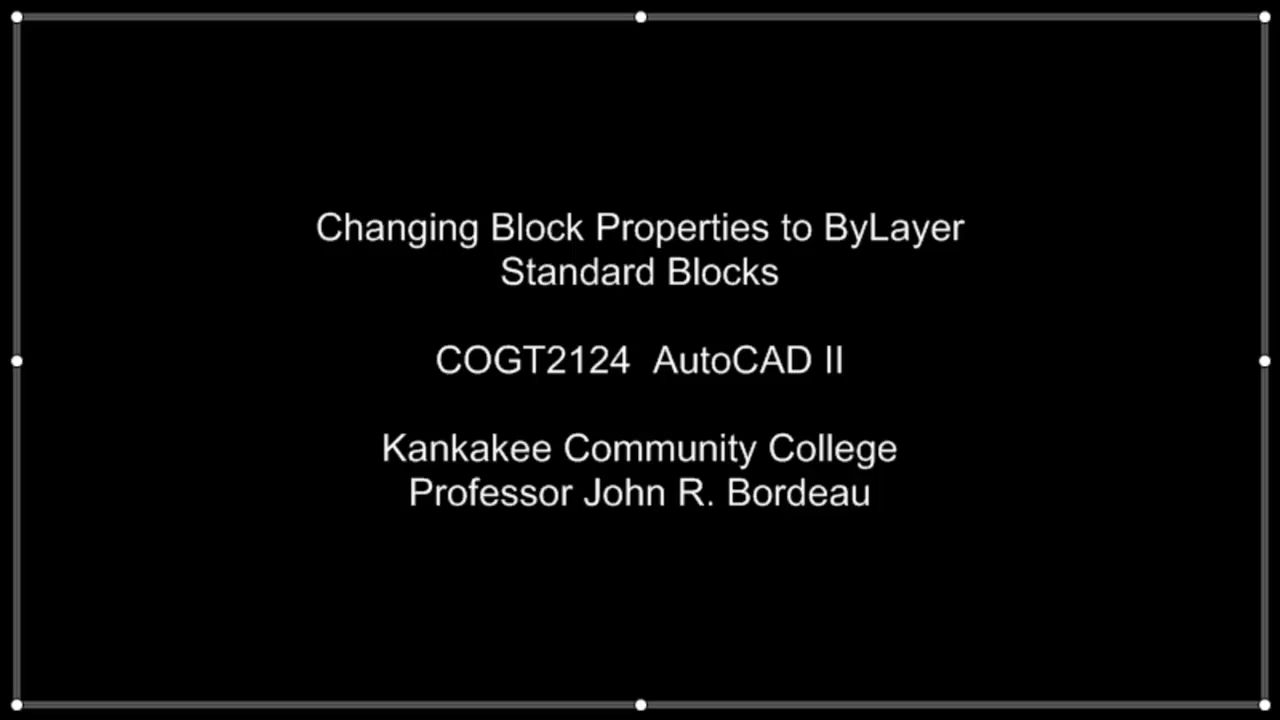 Changing Block Properties to ByLayer
Standard Blocks
COGT2124  AutoCAD II
Kankakee Community College
Professor John R. Bordeau